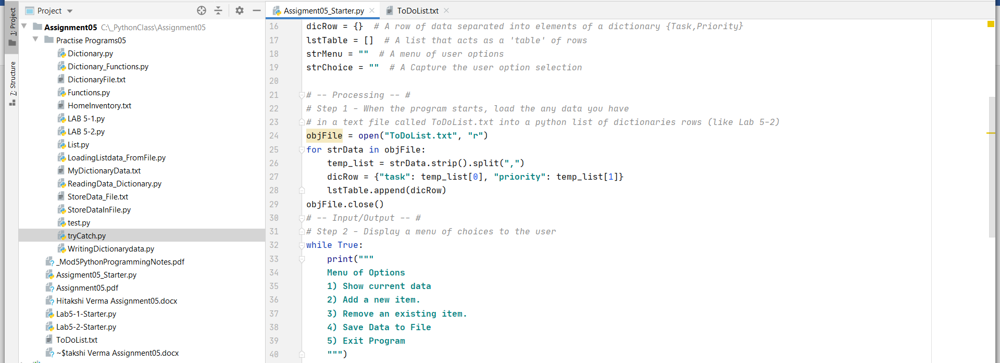 1: Project
7: Structure
Project
Assignment05 C:\_PythonClass\Assignment05
Practise Programs05
Dictionary.py
Dictionary_Functions.py
DictionaryFile.txt
Functions.py
HomeInventory.txt
LAB 5-1.py
LAB 5-2.py
List.py
LoadingListdata_FromFile.py
MyDictionaryData.txt
ReadingData_Dictionary.py
StoreData_File.txt
StoreDataInFile.py
test.py
tryCatch.py
WritingDictionarydata.py
_Mod5PythonProgrammingNotes.pdf
Assigment05_Starter.py
Assignment05.pdf
Hitakshi Verma Assignment05.docx
Lab5-1-Starter.py
Lab5-2-Starter.py
ToDoList.txt
~$takshi Verma Assignment05.docx
Assigment05_Starter.py ToDoList.txt
16 dicRow = {}  # A row of data separated into elements of a dictionary {Task,Priority}
17 lstTable = []  # A list that acts as a 'table' of rows
18 strMenu = ""  # A menu of user options
19 strChoice = ""  # A Capture the user option selection
20
21 # -- Processing -- #
22 # Step 1 - When the program starts, load the any data you have
23 # in a text file called ToDoList.txt into a python list of dictionaries rows (like Lab 5-2)
24 objFile = open("ToDoList.txt", "r")
25 for strData in objFile:
26     temp_list = strData.strip().split(",")
27     dicRow = {"task": temp_list[0], "priority": temp_list[1]}
28     lstTable.append(dicRow)
29 objFile.close()
30 # -- Input/Output -- #
31 # Step 2 - Display a menu of choices to the user
32 while True:
33     print("""
34     Menu of Options
35     1) Show current data
36     2) Add a new item.
37     3) Remove an existing item.
38     4) Save Data to File
39     5) Exit Program
40     """)